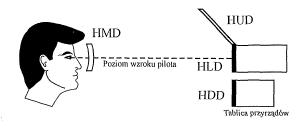 HMD
HUD
Poziom wzroku pilota
HLD
HDD
Tablica przyrządów